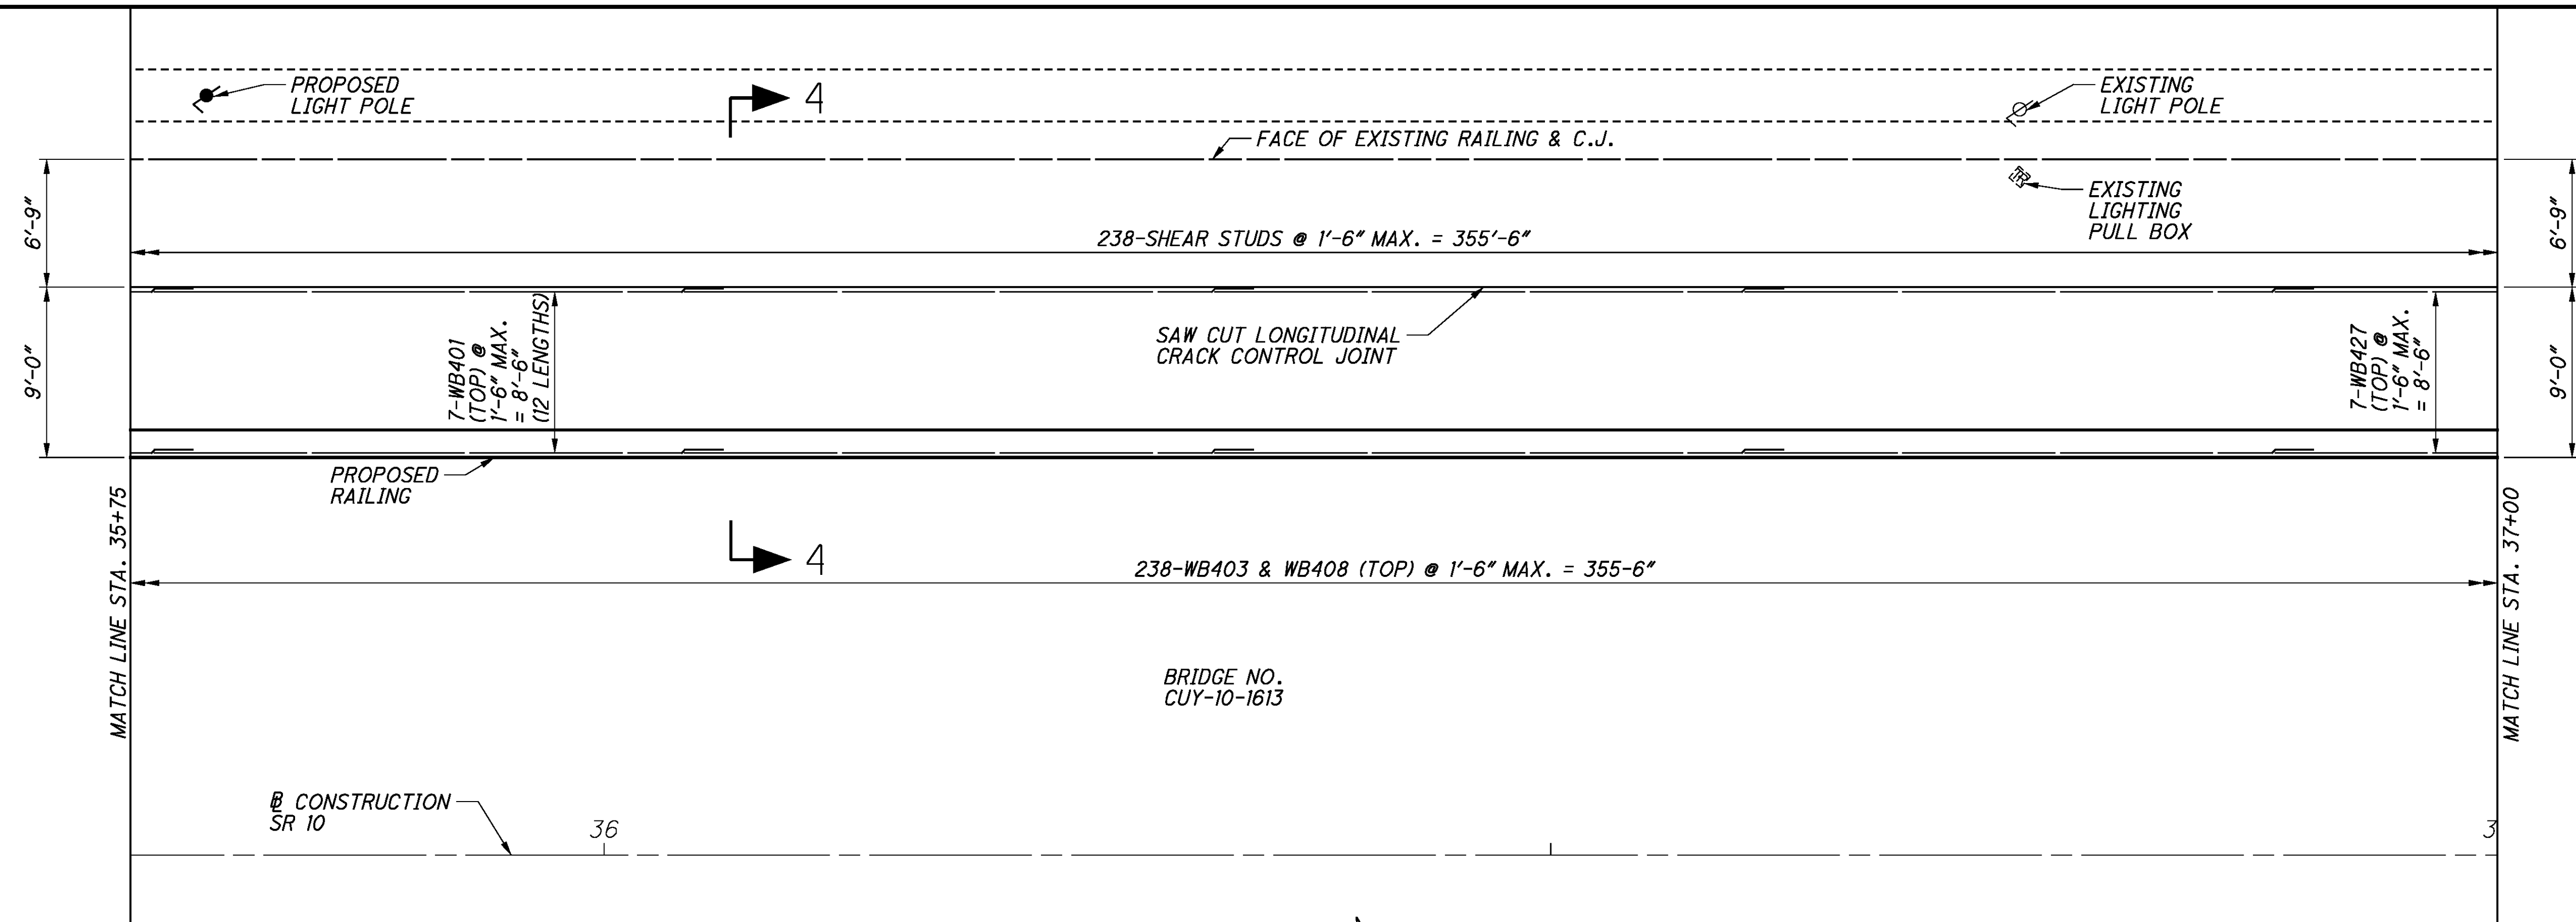 PROPOSED
LIGHT POLE
4
EXISTING
LIGHT POLE
FACE OF EXISTING RAILING & C.J.
EXISTING
LIGHTING
PULL BOX
6'-9"
238-SHEAR STUDS @ 1'-6" MAX. = 355'-6"
6'-9"
9'-0"
7-WB401
(TOP) @
1'-6" MAX.
= 8'-6"
(12 LENGTHS)
SAW CUT LONGITUDINAL
CRACK CONTROL JOINT
7-WB427
(TOP) @
1'-6" MAX.
= 8'-6"
9'-0"
PROPOSED
RAILING
MATCH LINE STA. 35+75
4
238-WB403 & WB408 (TOP) @ 1'-6" MAX. = 355-6"
MATCH LINE STA. 37+00
BRIDGE NO.
CUY-10-1613
BL CONSTRUCTION
SR 10
36
3